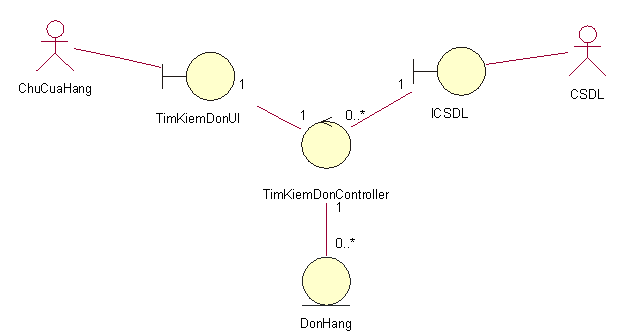 ChuCuaHang
TimKiemDonUI
1
1
0..*
1
ICSDL
CSDL
TimKiemDonController
1
0..*
DonHang